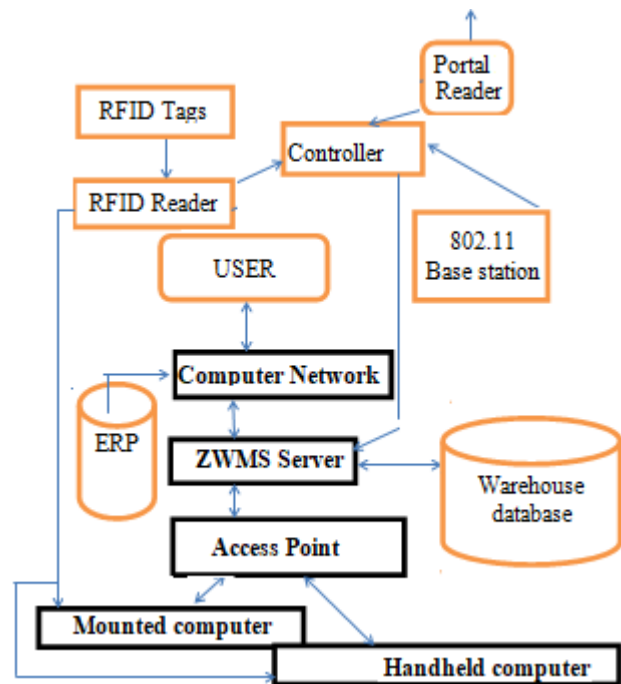 Portal
Reader
RFID Tags
Controller
RFID Reader
802.11
Base station
USER
Computer Network
ERP
ZWMS Server
Warehouse
database
Access Point
Mounted computer
Handheld computer